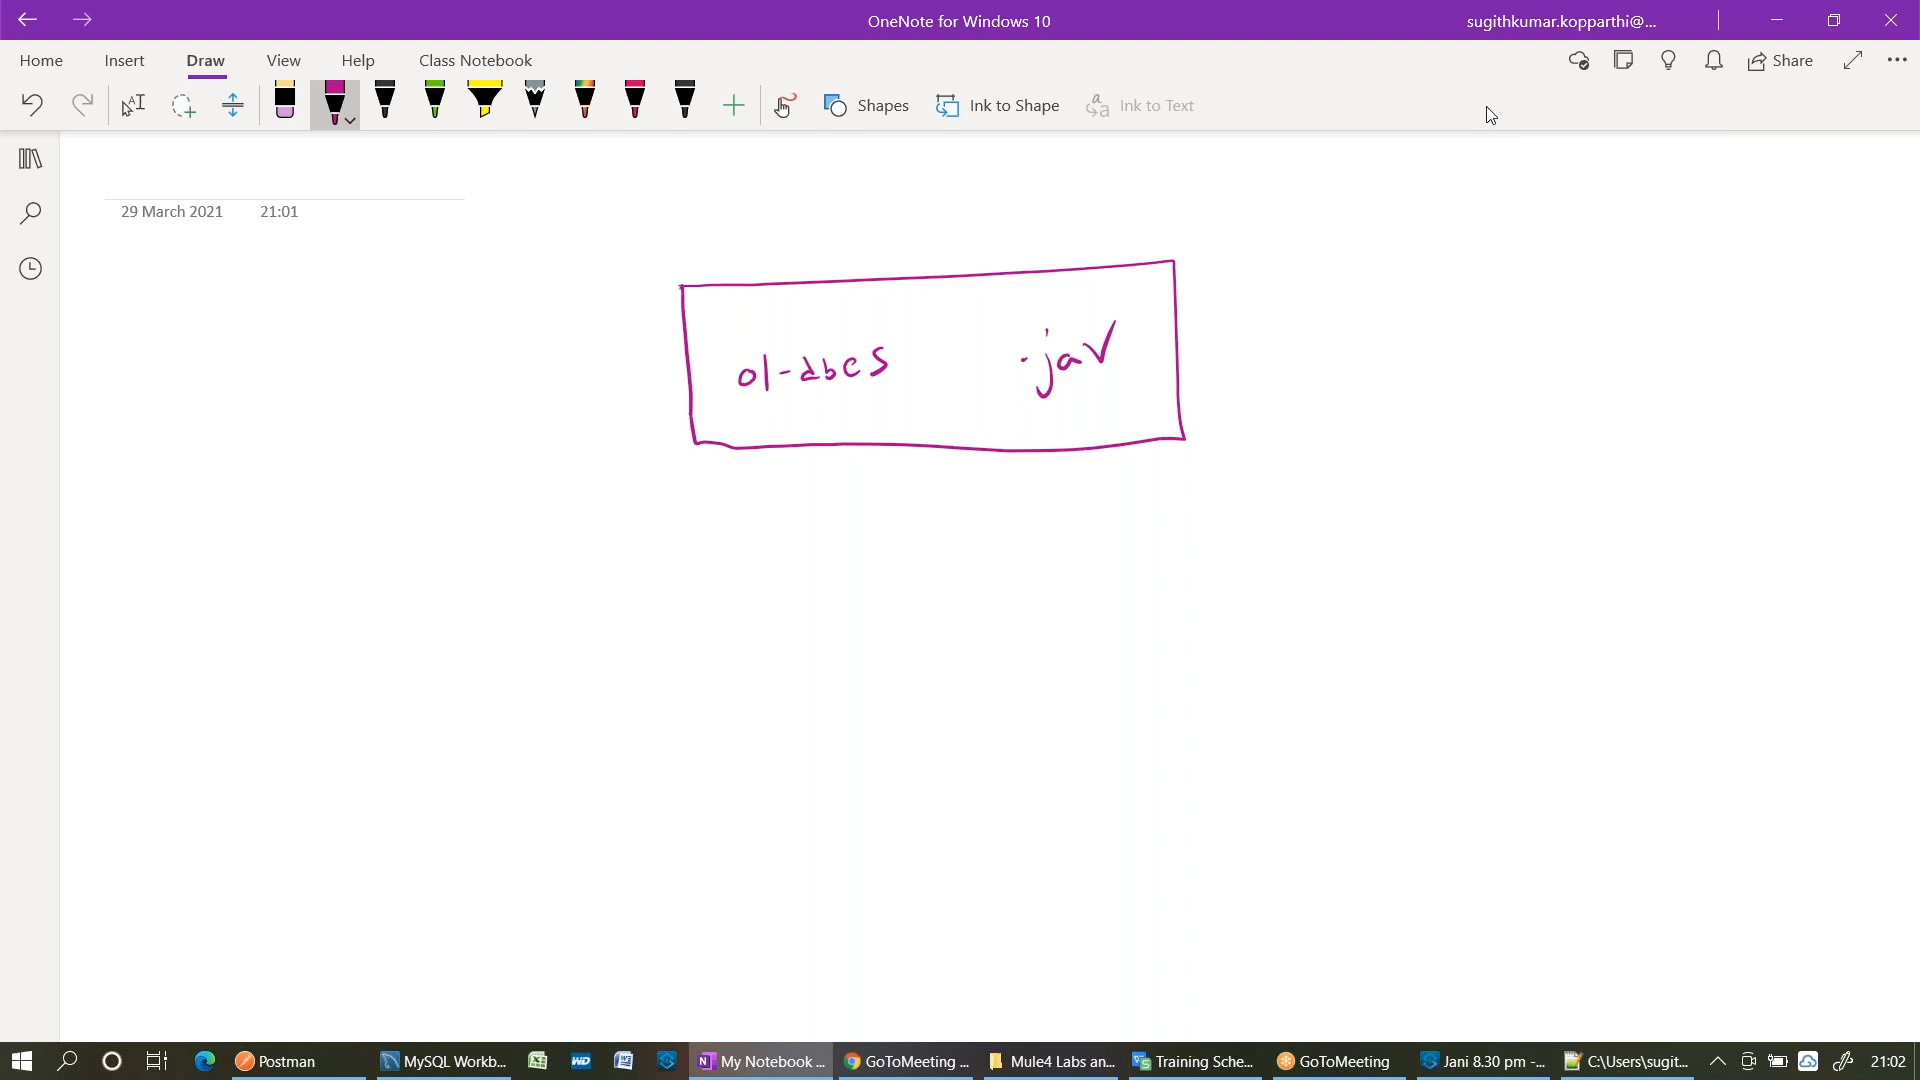 OneNote for Windows 10
sugithkumar.kopparthi@...
Home Insert Draw View Help Class Notebook Share
Shapes Ink to Shape Ink to Text
29 March 2021 21:01
01-dbcs .jar
Postman MySQL Workb... My Notebook ... GoToMeeting ... Mule4 Labs an... Training Sche... GoToMeeting Jani 8.30 pm -... C:\Users\sugit... 21:02